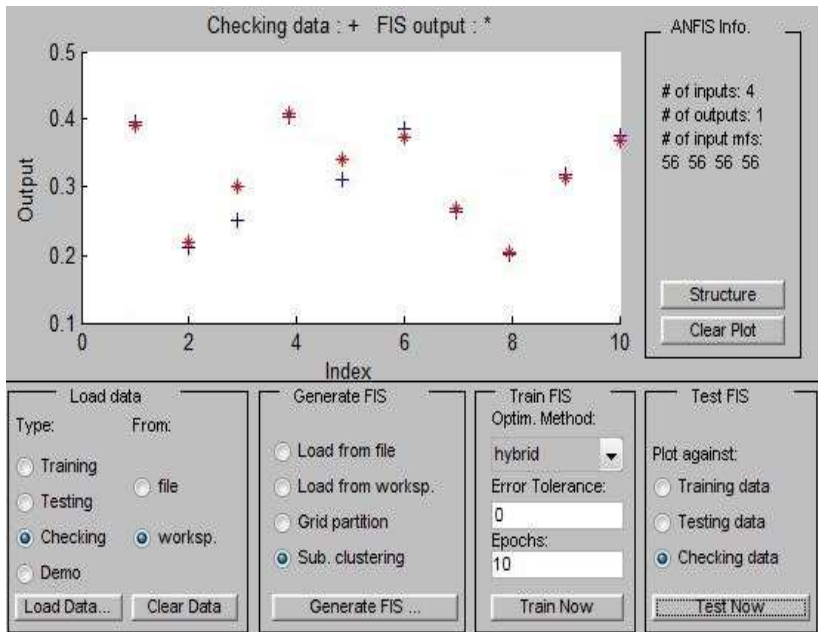 Checking data : +   FIS output : *
0.5
0.4
0.3
0.2
0.1
Output
0 2 4 6 8 10
Index
ANFIS Info.
# of inputs: 4
# of outputs: 1
# of input mfs:
56 56 56 56
Structure
Clear Plot
Load data
Type:
From:
Training
Testing
Checking
Demo
file
worksp.
Load Data...
Clear Data
Generate FIS
Load from file
Load from worksp.
Grid partition
Sub. clustering
Generate FIS ...
Train FIS
Optim. Method:
hybrid
Error Tolerance:
0
Epochs:
10
Train Now
Test FIS
Plot against:
Training data
Testing data
Checking data
Test Now